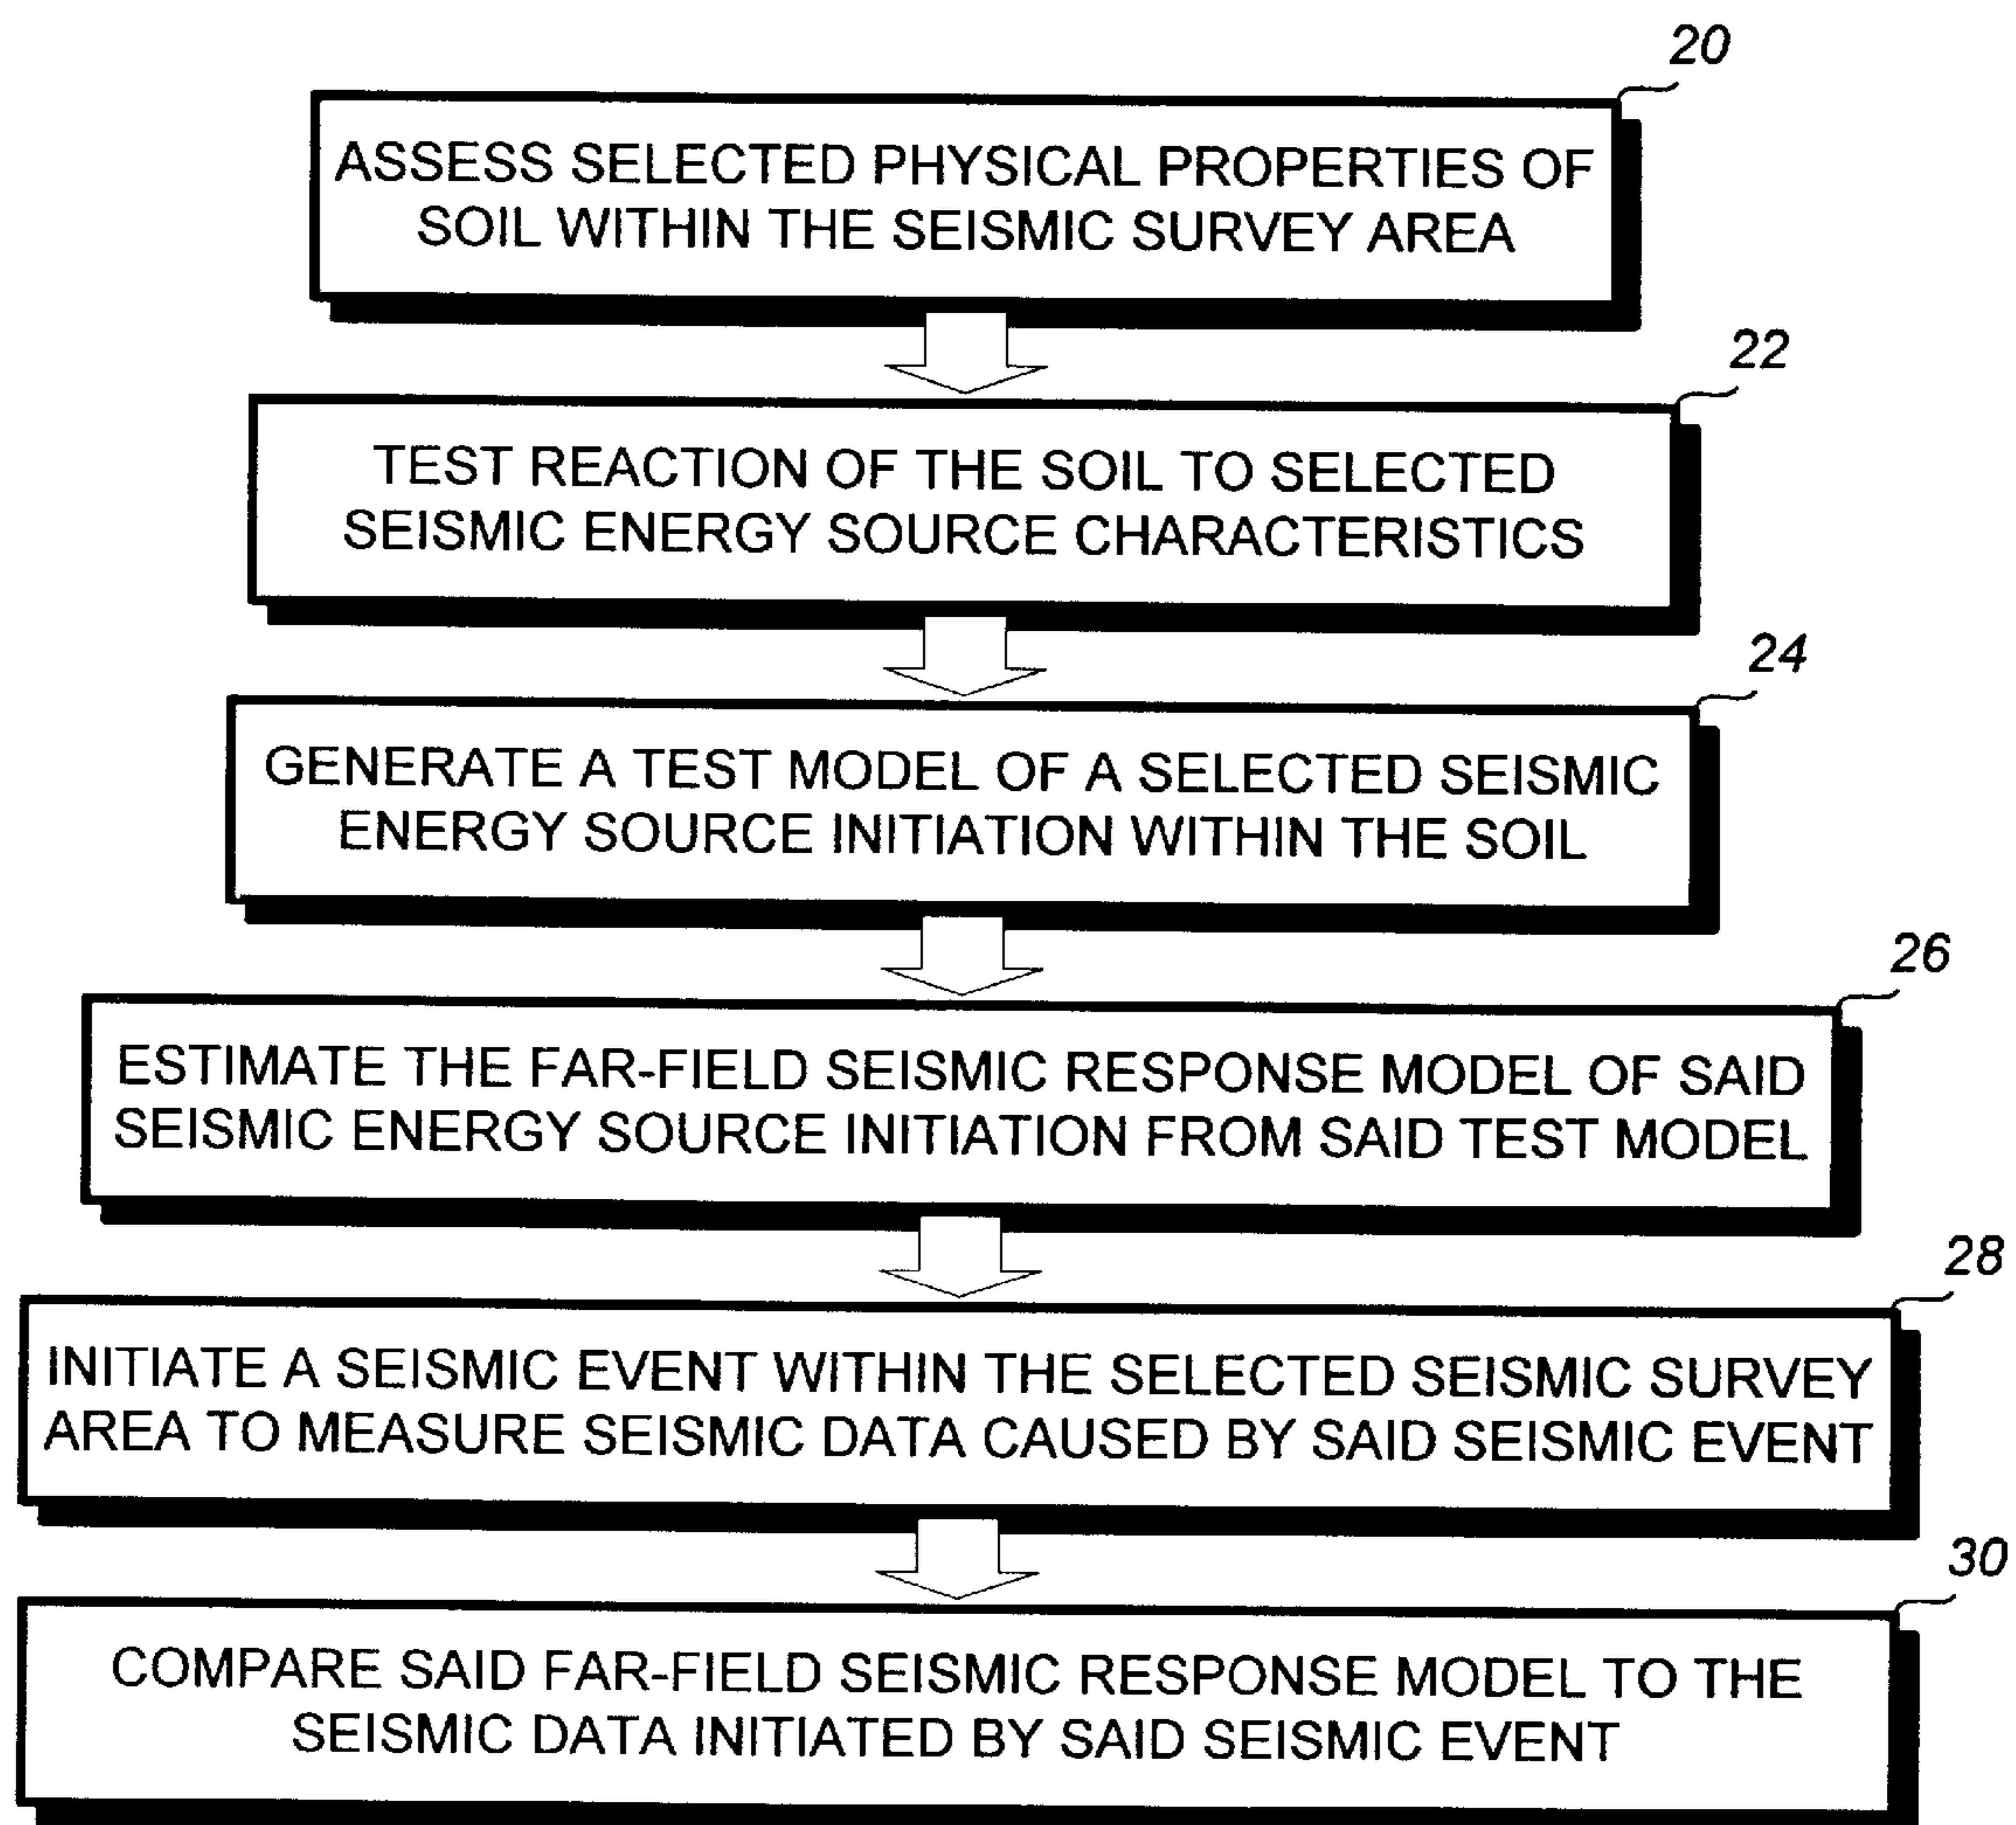 20
ASSESS SELECTED PHYSICAL PROPERTIES OF
SOIL WITHIN THE SEISMIC SURVEY AREA
22
TEST REACTION OF THE SOIL TO SELECTED
SEISMIC ENERGY SOURCE CHARACTERISTICS
24
GENERATE A TEST MODEL OF A SELECTED SEISMIC
ENERGY SOURCE INITIATION WITHIN THE SOIL
26
ESTIMATE THE FAR-FIELD SEISMIC RESPONSE MODEL OF SAID
SEISMIC ENERGY SOURCE INITIATION FROM SAID TEST MODEL
28
INITIATE A SEISMIC EVENT WITHIN THE SELECTED SEISMIC SURVEY
AREA TO MEASURE SEISMIC DATA CAUSED BY SAID SEISMIC EVENT
30
COMPARE SAID FAR-FIELD SEISMIC RESPONSE MODEL TO THE
SEISMIC DATA INITIATED BY SAID SEISMIC EVENT